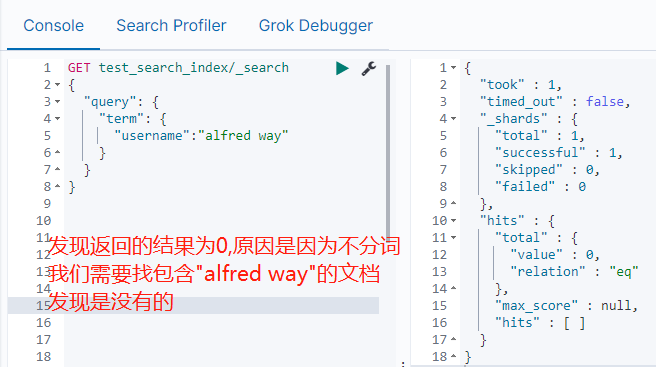 Console Search Profiler Grok Debugger
1 GET test_search_index/_search
2 {
3 "query": {
4 "term": {
5 "username":"alfred way"
6 }
7 }
8 }
9
10
11
12
13
14
15
16
17
18
发现返回的结果为0,原因是因为不分词
我们需要找包含"alfred way"的文档
发现是没有的
1 {
2 "took" : 1,
3 "timed_out" : false,
4 "_shards" : {
5 "total" : 1,
6 "successful" : 1,
7 "skipped" : 0,
8 "failed" : 0
9 },
10 "hits" : {
11 "total" : {
12 "value" : 0,
13 "relation" : "eq"
14 },
15 "max_score" : null,
16 "hits" : [ ]
17 }
18 }